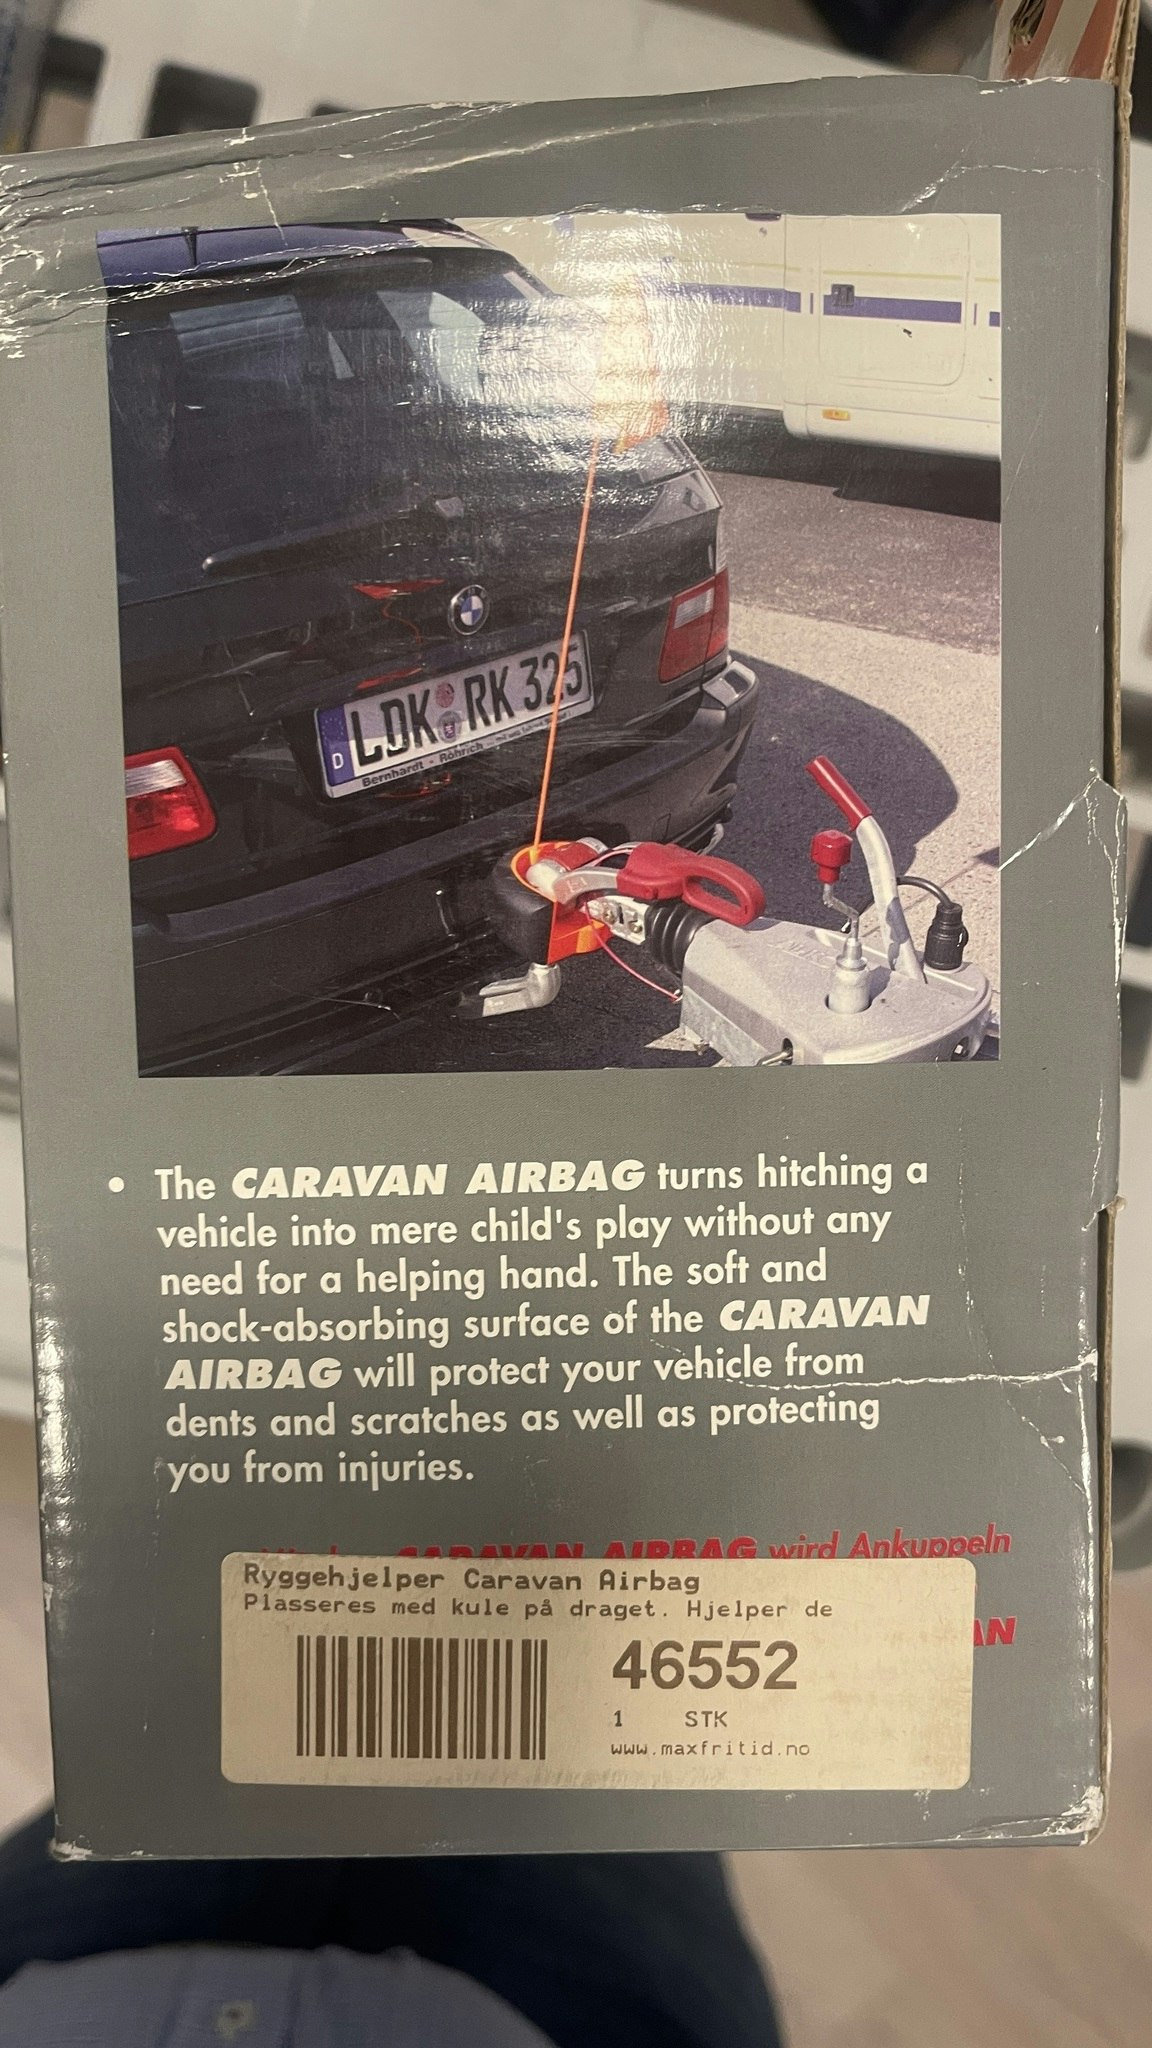 LDK RK 325
D
Bernhardt - Röhrich
• The CARAVAN AIRBAG turns hitching a
vehicle into mere child's play without any
need for a helping hand. The soft and
shock-absorbing surface of the CARAVAN
AIRBAG will protect your vehicle from
dents and scratches as well as protecting
you from injuries.
CARAVAN AIRBAG wird Ankuppeln
Ryggehjelper Caravan Airbag
Plasseres med kule på draget. Hjelper de
46552
1 STK
www.maxfritid.no